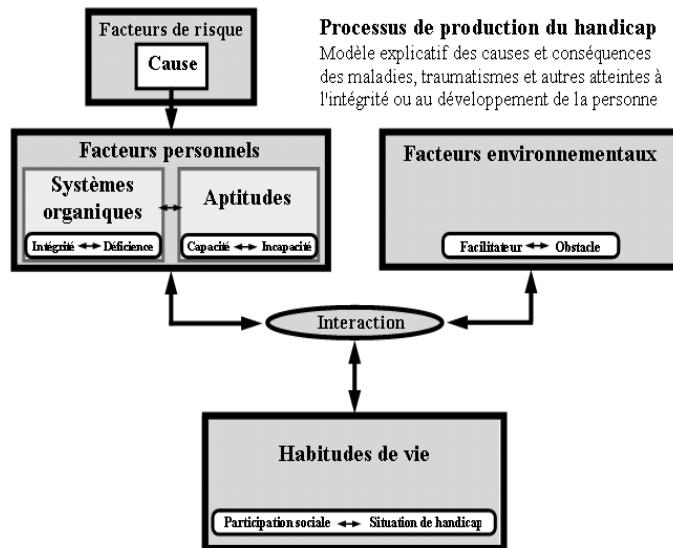 Facteurs de risque
Cause
Processus de production du handicap
Modèle explicatif des causes et conséquences
des maladies, traumatismes et autres atteintes à
l'intégrité ou au développement de la personne
Facteurs personnels
Systèmes
organiques
Intégrité Déficience
Aptitudes
Capacité Incapacité
Facteurs environnementaux
Facilitateur Obstacle
Interaction
Habitudes de vie
Participation sociale Situation de handicap